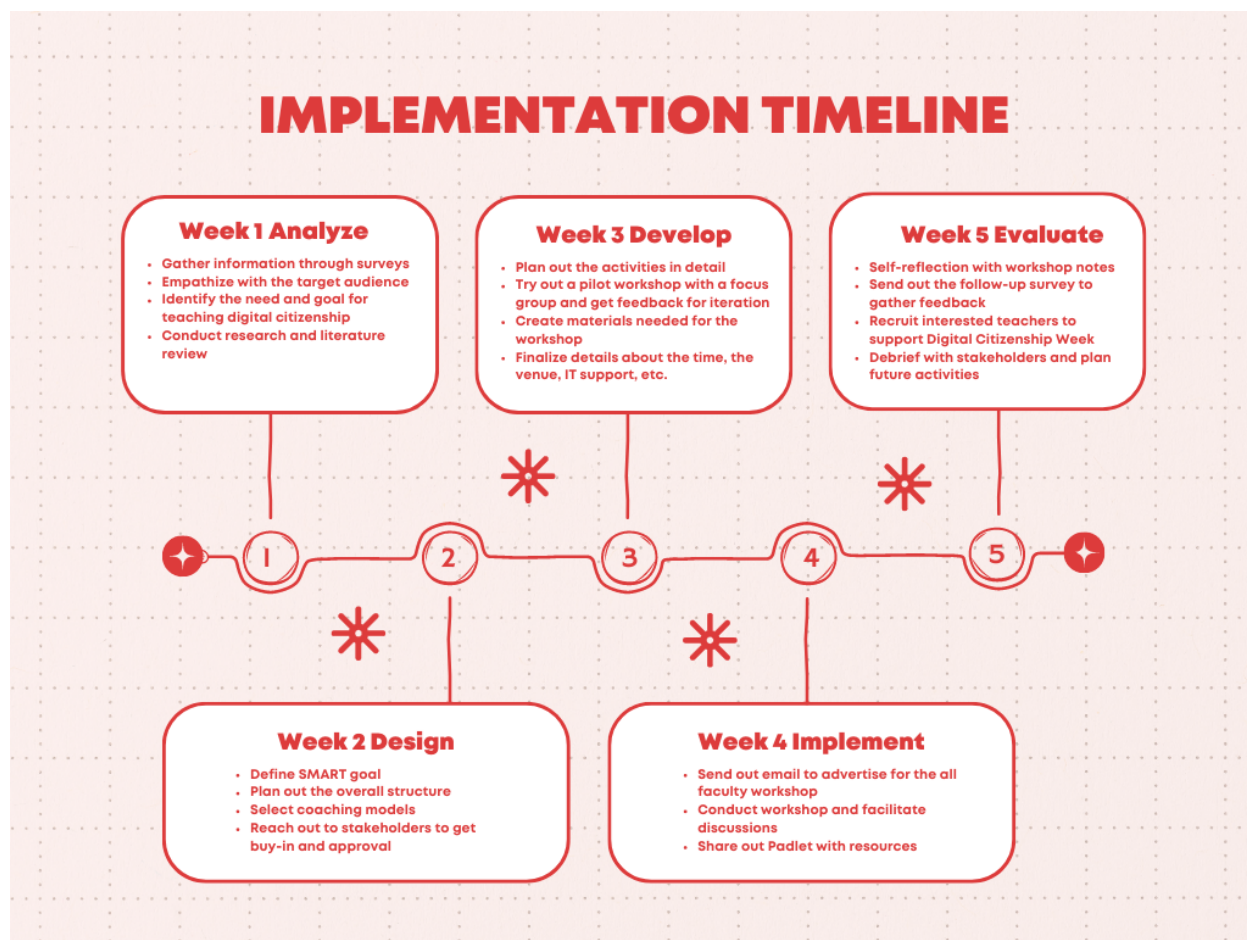 IMPLEMENTATION TIMELINE
Week 1 Analyze
• Gather information through surveys
• Empathize with the target audience
• Identify the need and goal for
teaching digital citizenship
• Conduct research and literature
review
Week 3 Develop
• Plan out the activities in detail
• Try out a pilot workshop with a focus
group and get feedback for iteration
• Create materials needed for the
workshop
• Finalize details about the time, the
venue, IT support, etc.
Week 5 Evaluate
• Self-reflection with workshop notes
• Send out the follow-up survey to
gather feedback
• Recruit interested teachers to
support Digital Citizenship Week
• Debrief with stakeholders and plan
future activities
1
2
3
4
5
Week 2 Design
• Define SMART goal
• Plan out the overall structure
• Select coaching models
• Reach out to stakeholders to get
buy-in and approval
Week 4 Implement
• Send out email to advertise for the all
faculty workshop
• Conduct workshop and facilitate
discussions
• Share out Padlet with resources